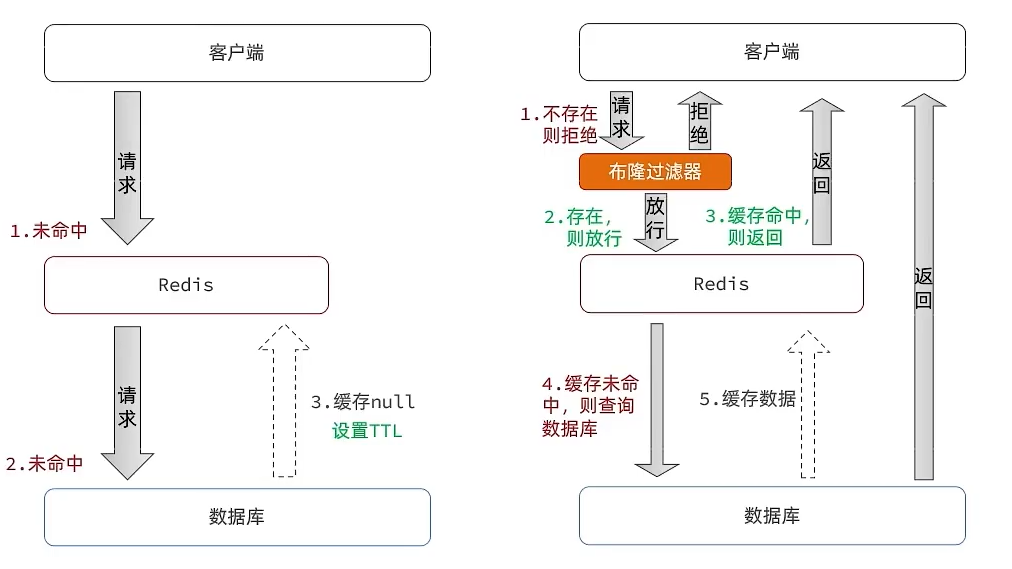 客户端
请
求
1.未命中
Redis
请
求
3.缓存null
设置TTL
2.未命中
数据库
客户端
1.不存在
则拒绝
请
求
拒
绝
布隆过滤器
2.存在，
则放行
放
行
3.缓存命中，
则返回
返
回
Redis
返
回
4.缓存未命
中，则查询
数据库
5.缓存数据
数据库